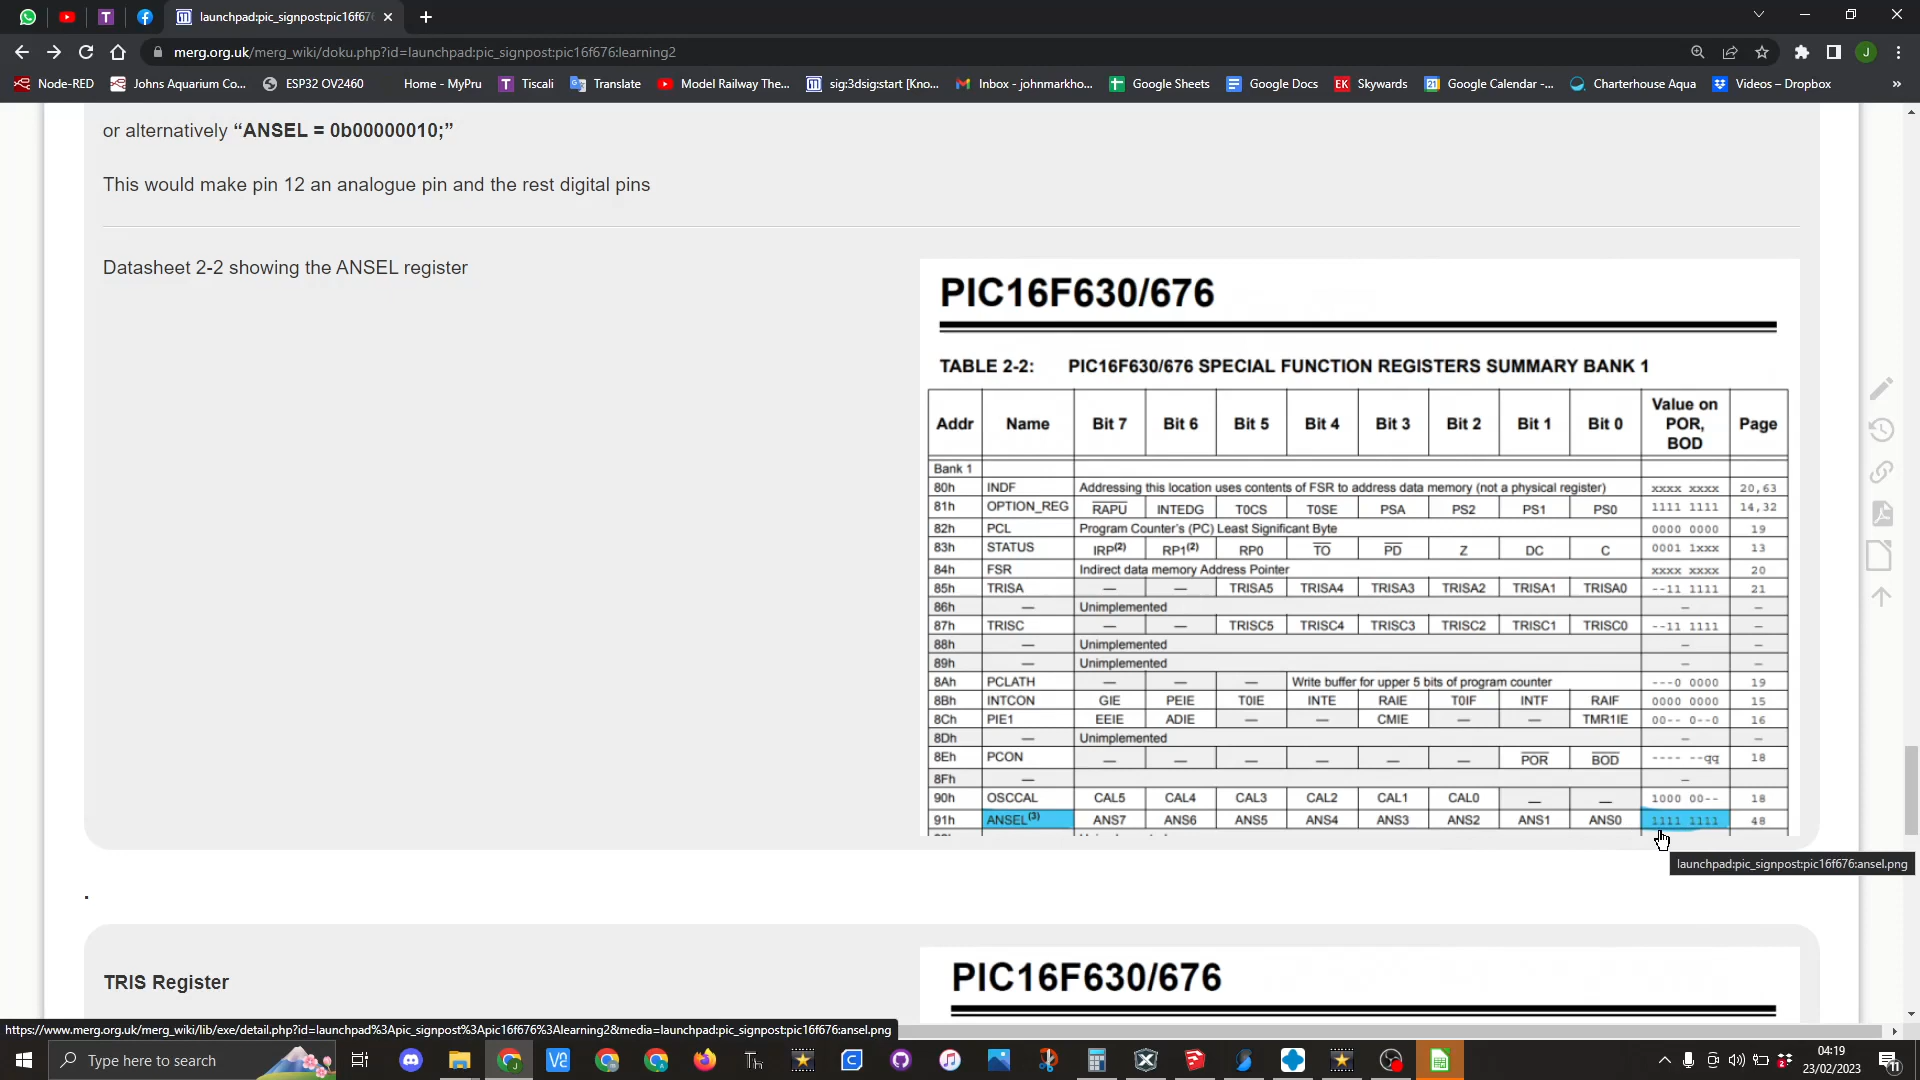 launchpad:pic_signpost:pic16f67
merg.org.uk/merg_wiki/doku.php?id=launchpad:pic_signpost:pic16f676:learning2
J
Node-RED
Johns Aquarium Co...
ESP32 OV2460
Home - MyPru
Tiscali
Translate
Model Railway The...
sig:3dsig:start [Kno...
Inbox - johnmarkho...
Google Sheets
Google Docs
Skywards
Google Calendar -...
Charterhouse Aqua
Videos – Dropbox
»
or alternatively “ANSEL = 0b00000010;”
This would make pin 12 an analogue pin and the rest digital pins
Datasheet 2-2 showing the ANSEL register
PIC16F630/676
TABLE 2-2: PIC16F630/676 SPECIAL FUNCTION REGISTERS SUMMARY BANK 1
Addr Name Bit 7 Bit 6 Bit 5 Bit 4 Bit 3 Bit 2 Bit 1 Bit 0 Value on POR, BOD Page
Bank 1
80h INDF Addressing this location uses contents of FSR to address data memory (not a physical register) xxxx xxxx 20,63
81h OPTION_REG RAPU INTEDG T0CS T0SE PSA PS2 PS1 PS0 1111 1111 14,32
82h PCL Program Counter's (PC) Least Significant Byte 0000 0000 19
83h STATUS IRP(2) RP1(2) RP0 TO PD Z DC C 0001 1xxx 13
84h FSR Indirect data memory Address Pointer xxxx xxxx 20
85h TRISA — — TRISA5 TRISA4 TRISA3 TRISA2 TRISA1 TRISA0 --11 1111 21
86h — Unimplemented – –
87h TRISC — — TRISC5 TRISC4 TRISC3 TRISC2 TRISC1 TRISC0 --11 1111 –
88h — Unimplemented – –
89h — Unimplemented – –
8Ah PCLATH — — — Write buffer for upper 5 bits of program counter ---0 0000 19
8Bh INTCON GIE PEIE T0IE INTE RAIE T0IF INTF RAIF 0000 0000 15
8Ch PIE1 EEIE ADIE — — CMIE — — TMR1IE 00-- 0--0 16
8Dh — Unimplemented – –
8Eh PCON — — — — — — POR BOD ---- --qq 18
8Fh — –
90h OSCCAL CAL5 CAL4 CAL3 CAL2 CAL1 CAL0 — — 1000 00-- 18
91h ANSEL(3) ANS7 ANS6 ANS5 ANS4 ANS3 ANS2 ANS1 ANS0 1111 1111 48
launchpad:pic_signpost:pic16f676:ansel.png
.
TRIS Register
PIC16F630/676
https://www.merg.org.uk/merg_wiki/lib/exe/detail.php?id=launchpad%3Apic_signpost%3Apic16f676%3Alearning2&media=launchpad:pic_signpost:pic16f676:ansel.png
Type here to search
04:19
23/02/2023
11